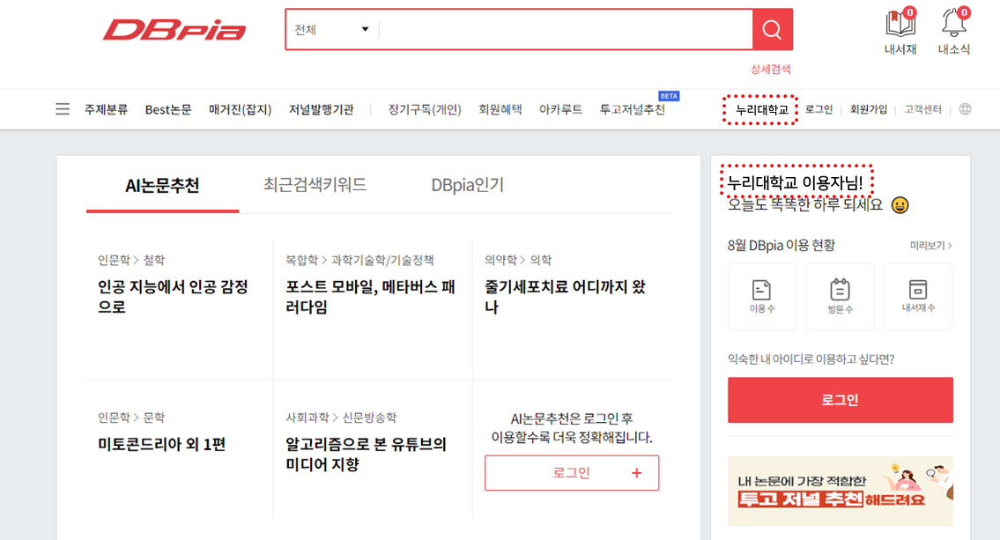 DBpia
전체
0
0
내서재
내소식
상세검색
BETA
주제분류 Best논문 매거진(잡지) 저널발행기관 정기구독(개인) 회원혜택 아카루트 투고저널추천 누리대학교 로그인 회원가입 고객센터
AI논문추천 최근검색키워드 DBpia인기
인문학 > 철학
인공 지능에서 인공 감정
으로
복합학 > 과학기술학/기술정책
포스트 모바일, 메타버스 패
러다임
의약학 > 의학
줄기세포치료 어디까지 왔
나
인문학 > 문학
미토콘드리아 외 1편
사회과학 > 신문방송학
알고리즘으로 본 유튜브의
미디어 지향
AI논문추천은 로그인 후
이용할수록 더욱 정확해집니다.
로그인 +
누리대학교 이용자님!
오늘도 똑똑한 하루 되세요
8월 DBpia 이용 현황 미리보기 >
이용 수
방문 수
내서재 수
익숙한 내 아이디로 이용하고 싶다면?
로그인
내 논문에 가장 적합한
투고 저널 추천해드려요